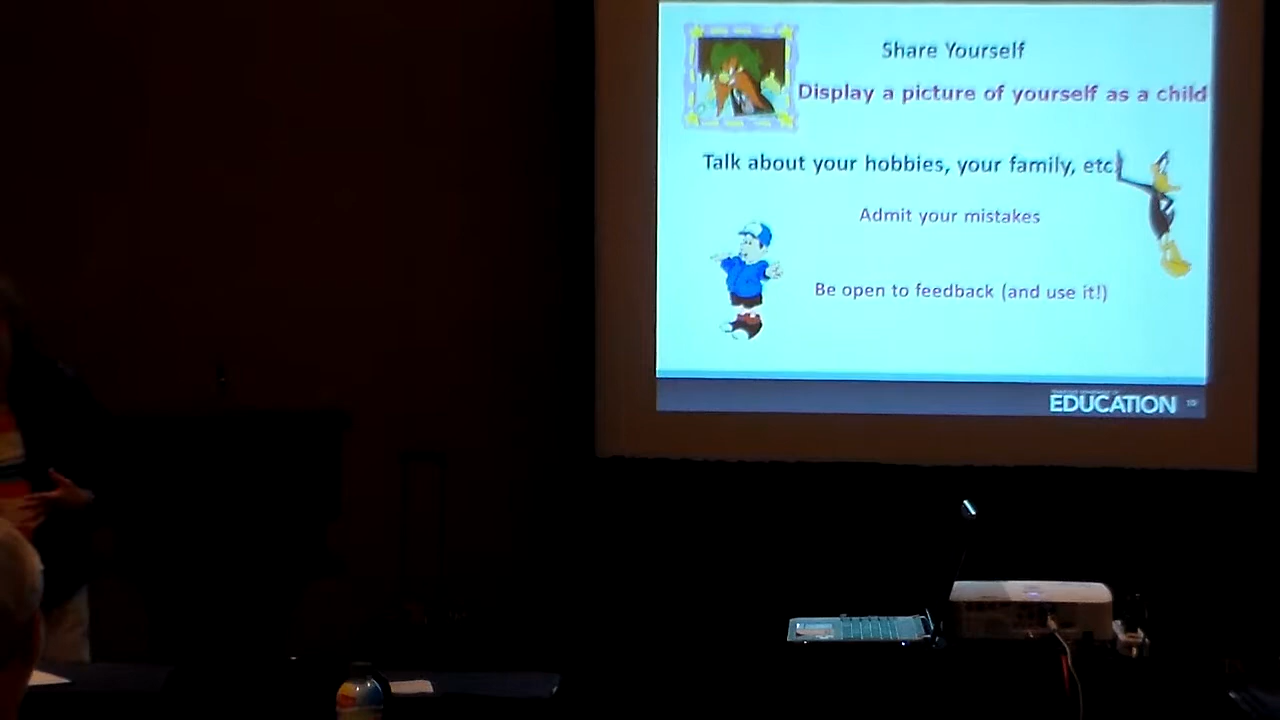 Share Yourself
Display a picture of yourself as a child
Talk about your hobbies, your family, etc.
Admit your mistakes
Be open to feedback (and use it!)
EDUCATION